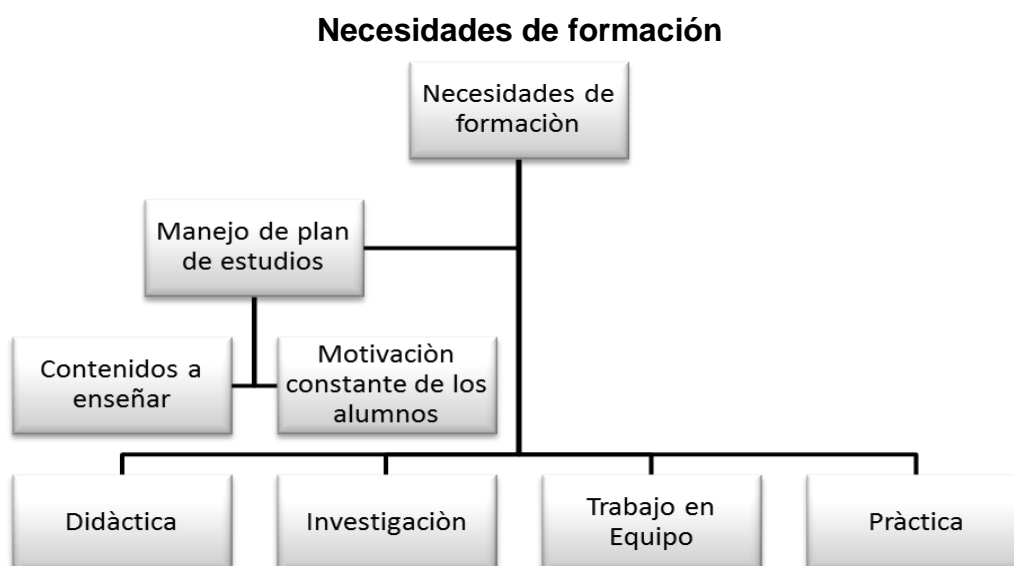 Necesidades de formación
Necesidades de
formaciòn
Manejo de plan
de estudios
Contenidos a
enseñar
Motivaciòn
constante de los
alumnos
Didàctica
Investigaciòn
Trabajo en
Equipo
Pràctica